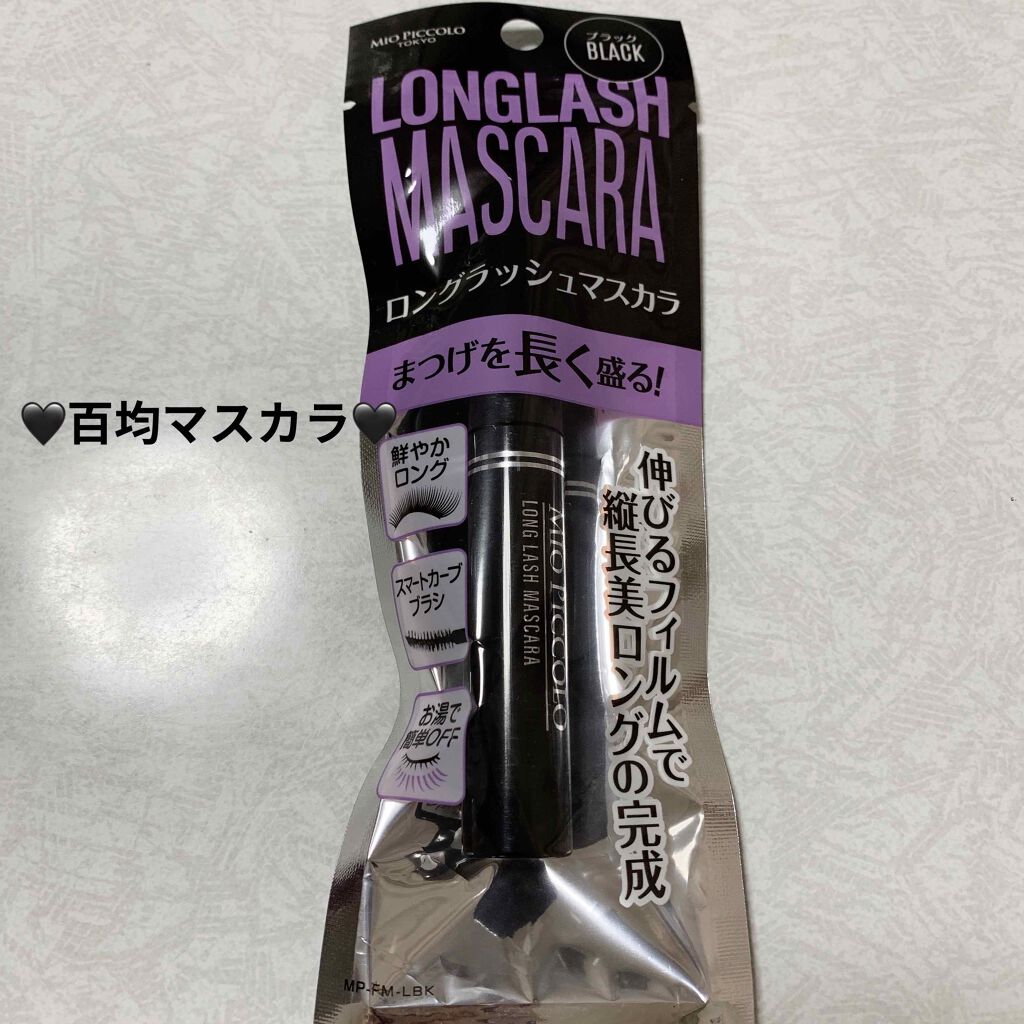 MIO PICCOLO
TOKYO
ブラック
BLACK
LONGLASH
MASCARA
ロングラッシュマスカラ
まつげを長く盛る!
🖤百均マスカラ🖤
鮮やか
ロング
スマートカーブ
ブラシ
お湯で
簡単OFF
MIO PICCOLO
LONG LASH MASCARA
伸びるフィルムで
縦長美ロングの完成
MP-FM-LBK